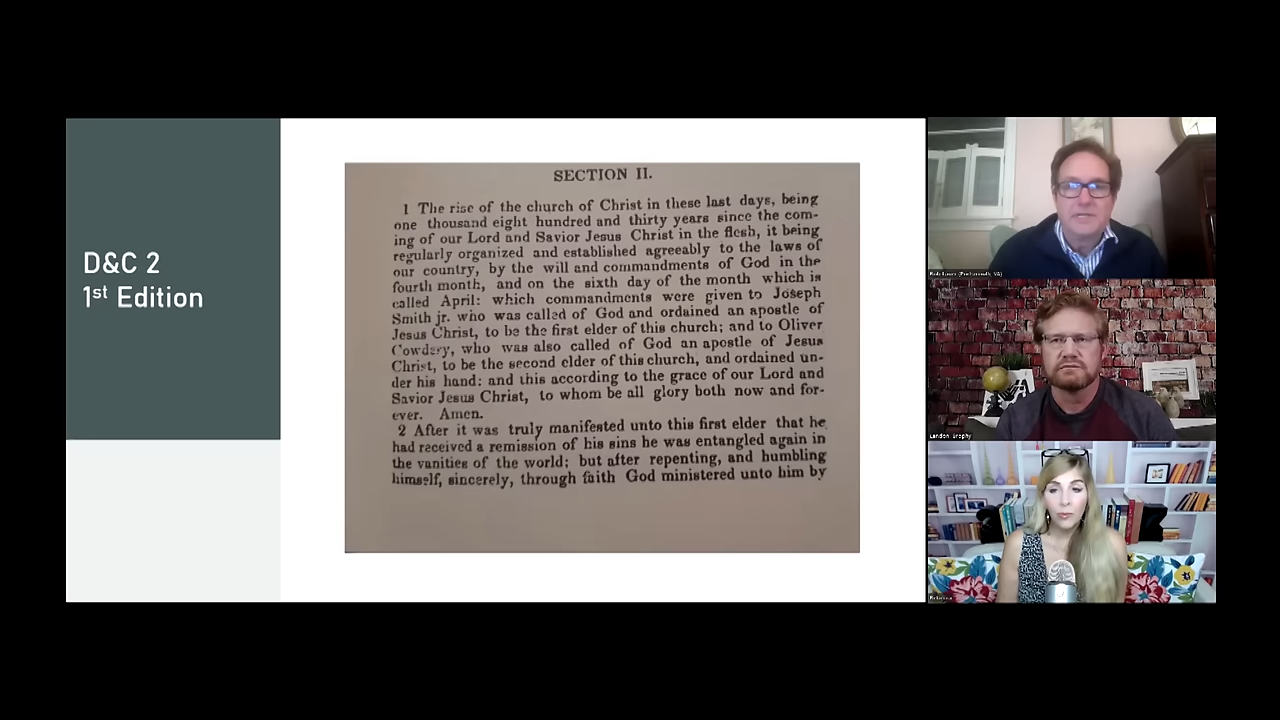 D&C 2
1st Edition
SECTION II.
1 The rise of the church of Christ in these last days, being
one thousand eight hundred and thirty years since the com-
ing of our Lord and Savior Jesus Christ in the flesh, it being
regularly organized and established agreeably to the laws of
our country, by the will and commandments of God in the
fourth month, and on the sixth day of the month which is
called April: which commandments were given to Joseph
Smith jr. who was called of God and ordained an apostle of
Jesus Christ, to be the first elder of this church; and to Oliver
Cowdery, who was also called of God an apostle of Jesus
Christ, to be the second elder of this church, and ordained un-
der his hand: and this according to the grace of our Lord and
Savior Jesus Christ, to whom be all glory both now and for-
ever. Amen.
2 After it was truly manifested unto this first elder that he
had received a remission of his sins he was entangled again in
the vanities of the world; but after repenting, and humbling
himself, sincerely, through faith God ministered unto him by
Landon Brophy